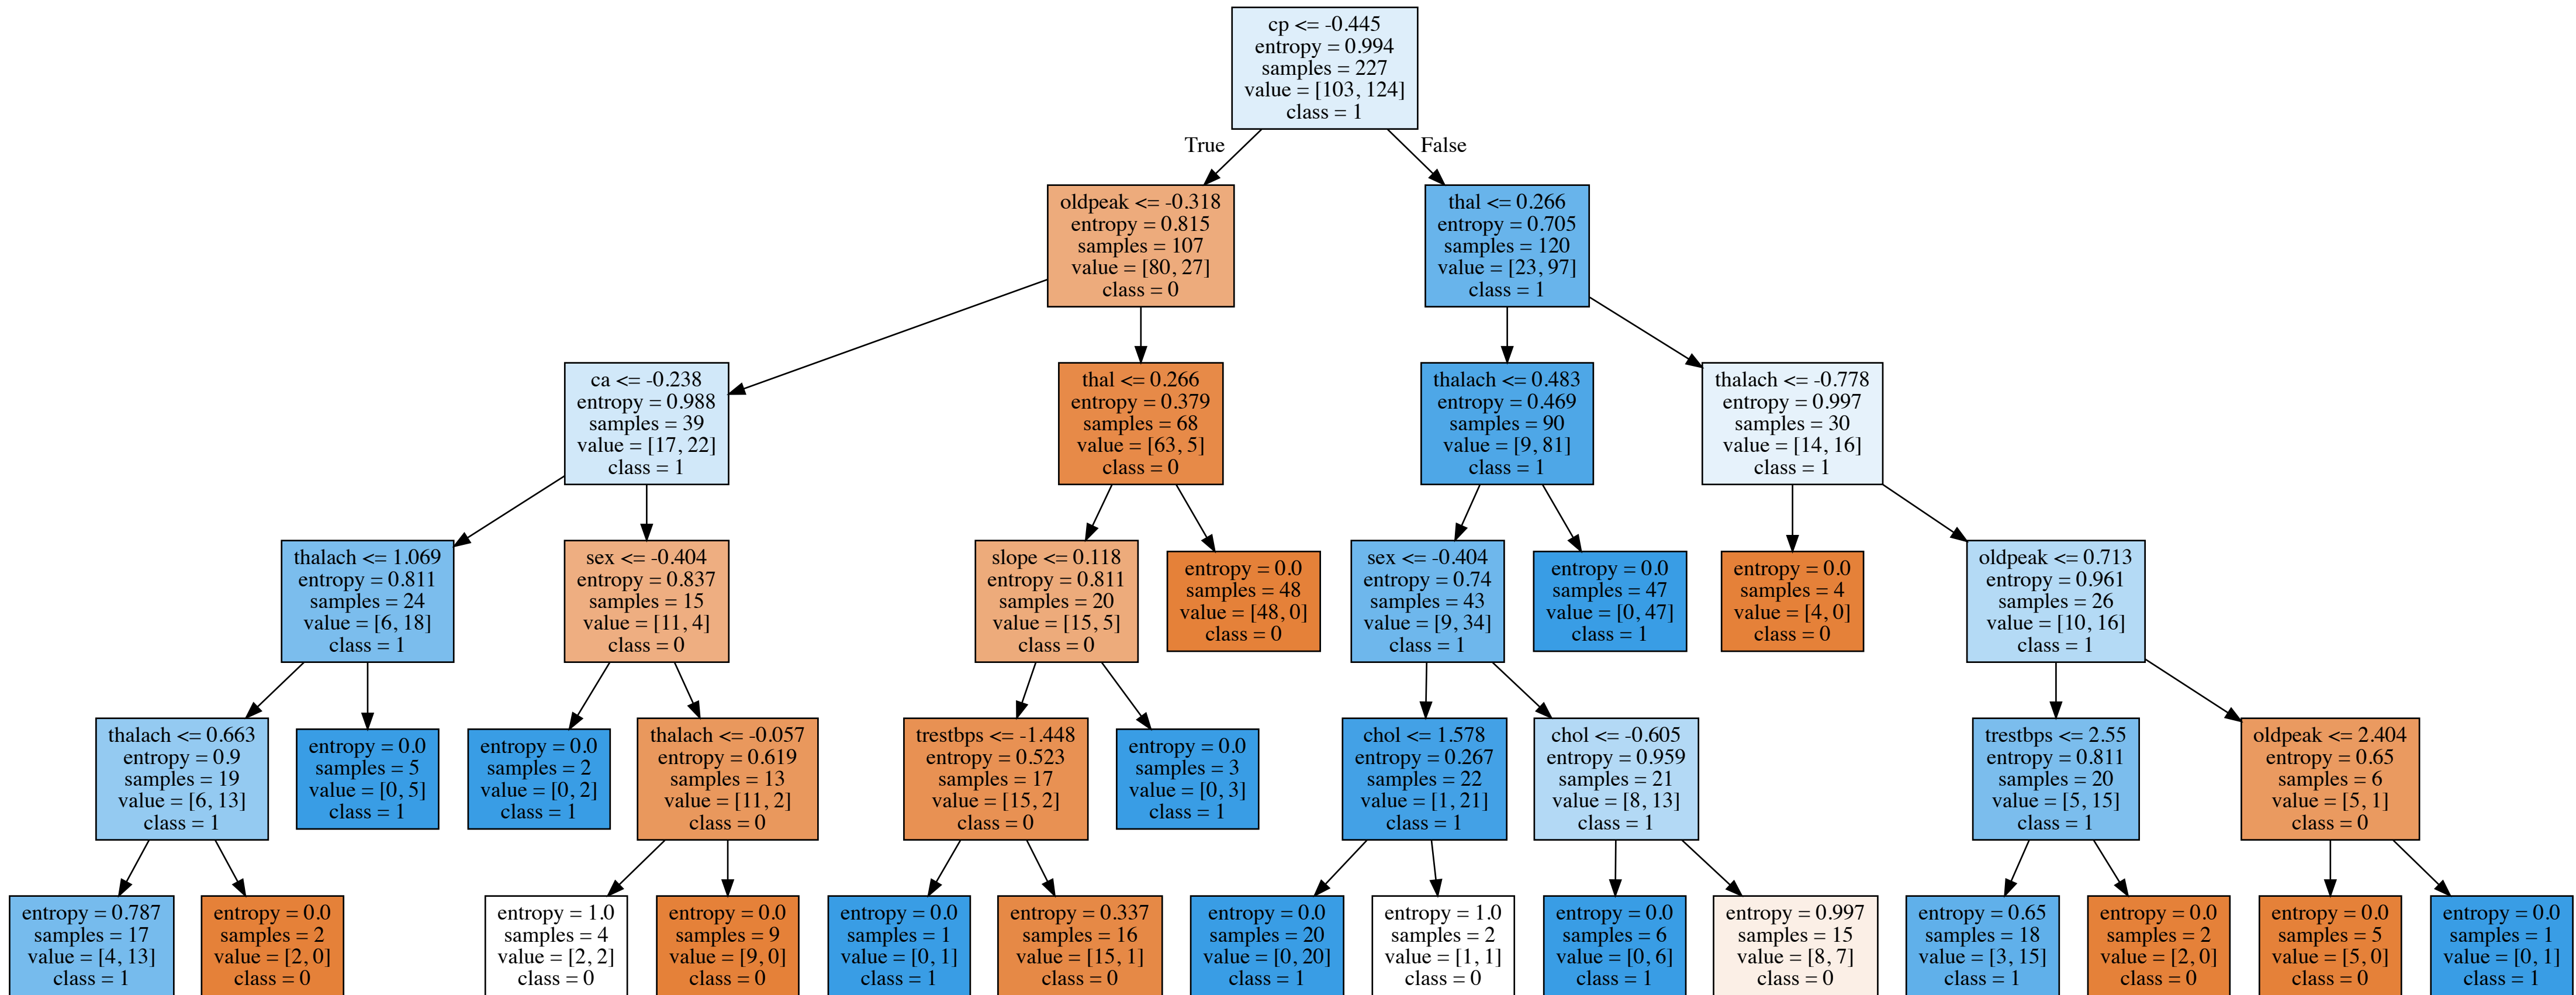 cp <= -0.445
entropy = 0.994
samples = 227
value = [103, 124]
class = 1
True
False
oldpeak <= -0.318
entropy = 0.815
samples = 107
value = [80, 27]
class = 0
thal <= 0.266
entropy = 0.705
samples = 120
value = [23, 97]
class = 1
ca <= -0.238
entropy = 0.988
samples = 39
value = [17, 22]
class = 1
thal <= 0.266
entropy = 0.379
samples = 68
value = [63, 5]
class = 0
thalach <= 0.483
entropy = 0.469
samples = 90
value = [9, 81]
class = 1
thalach <= -0.778
entropy = 0.997
samples = 30
value = [14, 16]
class = 1
thalach <= 1.069
entropy = 0.811
samples = 24
value = [6, 18]
class = 1
sex <= -0.404
entropy = 0.837
samples = 15
value = [11, 4]
class = 0
slope <= 0.118
entropy = 0.811
samples = 20
value = [15, 5]
class = 0
entropy = 0.0
samples = 48
value = [48, 0]
class = 0
sex <= -0.404
entropy = 0.74
samples = 43
value = [9, 34]
class = 1
entropy = 0.0
samples = 47
value = [0, 47]
class = 1
entropy = 0.0
samples = 4
value = [4, 0]
class = 0
oldpeak <= 0.713
entropy = 0.961
samples = 26
value = [10, 16]
class = 1
thalach <= 0.663
entropy = 0.9
samples = 19
value = [6, 13]
class = 1
entropy = 0.0
samples = 5
value = [0, 5]
class = 1
entropy = 0.0
samples = 2
value = [0, 2]
class = 1
thalach <= -0.057
entropy = 0.619
samples = 13
value = [11, 2]
class = 0
trestbps <= -1.448
entropy = 0.523
samples = 17
value = [15, 2]
class = 0
entropy = 0.0
samples = 3
value = [0, 3]
class = 1
chol <= 1.578
entropy = 0.267
samples = 22
value = [1, 21]
class = 1
chol <= -0.605
entropy = 0.959
samples = 21
value = [8, 13]
class = 1
trestbps <= 2.55
entropy = 0.811
samples = 20
value = [5, 15]
class = 1
oldpeak <= 2.404
entropy = 0.65
samples = 6
value = [5, 1]
class = 0
entropy = 0.787
samples = 17
value = [4, 13]
class = 1
entropy = 0.0
samples = 2
value = [2, 0]
class = 0
entropy = 1.0
samples = 4
value = [2, 2]
class = 0
entropy = 0.0
samples = 9
value = [9, 0]
class = 0
entropy = 0.0
samples = 1
value = [0, 1]
class = 1
entropy = 0.337
samples = 16
value = [15, 1]
class = 0
entropy = 0.0
samples = 20
value = [0, 20]
class = 1
entropy = 1.0
samples = 2
value = [1, 1]
class = 0
entropy = 0.0
samples = 6
value = [0, 6]
class = 1
entropy = 0.997
samples = 15
value = [8, 7]
class = 0
entropy = 0.65
samples = 18
value = [3, 15]
class = 1
entropy = 0.0
samples = 2
value = [2, 0]
class = 0
entropy = 0.0
samples = 5
value = [5, 0]
class = 0
entropy = 0.0
samples = 1
value = [0, 1]
class = 1